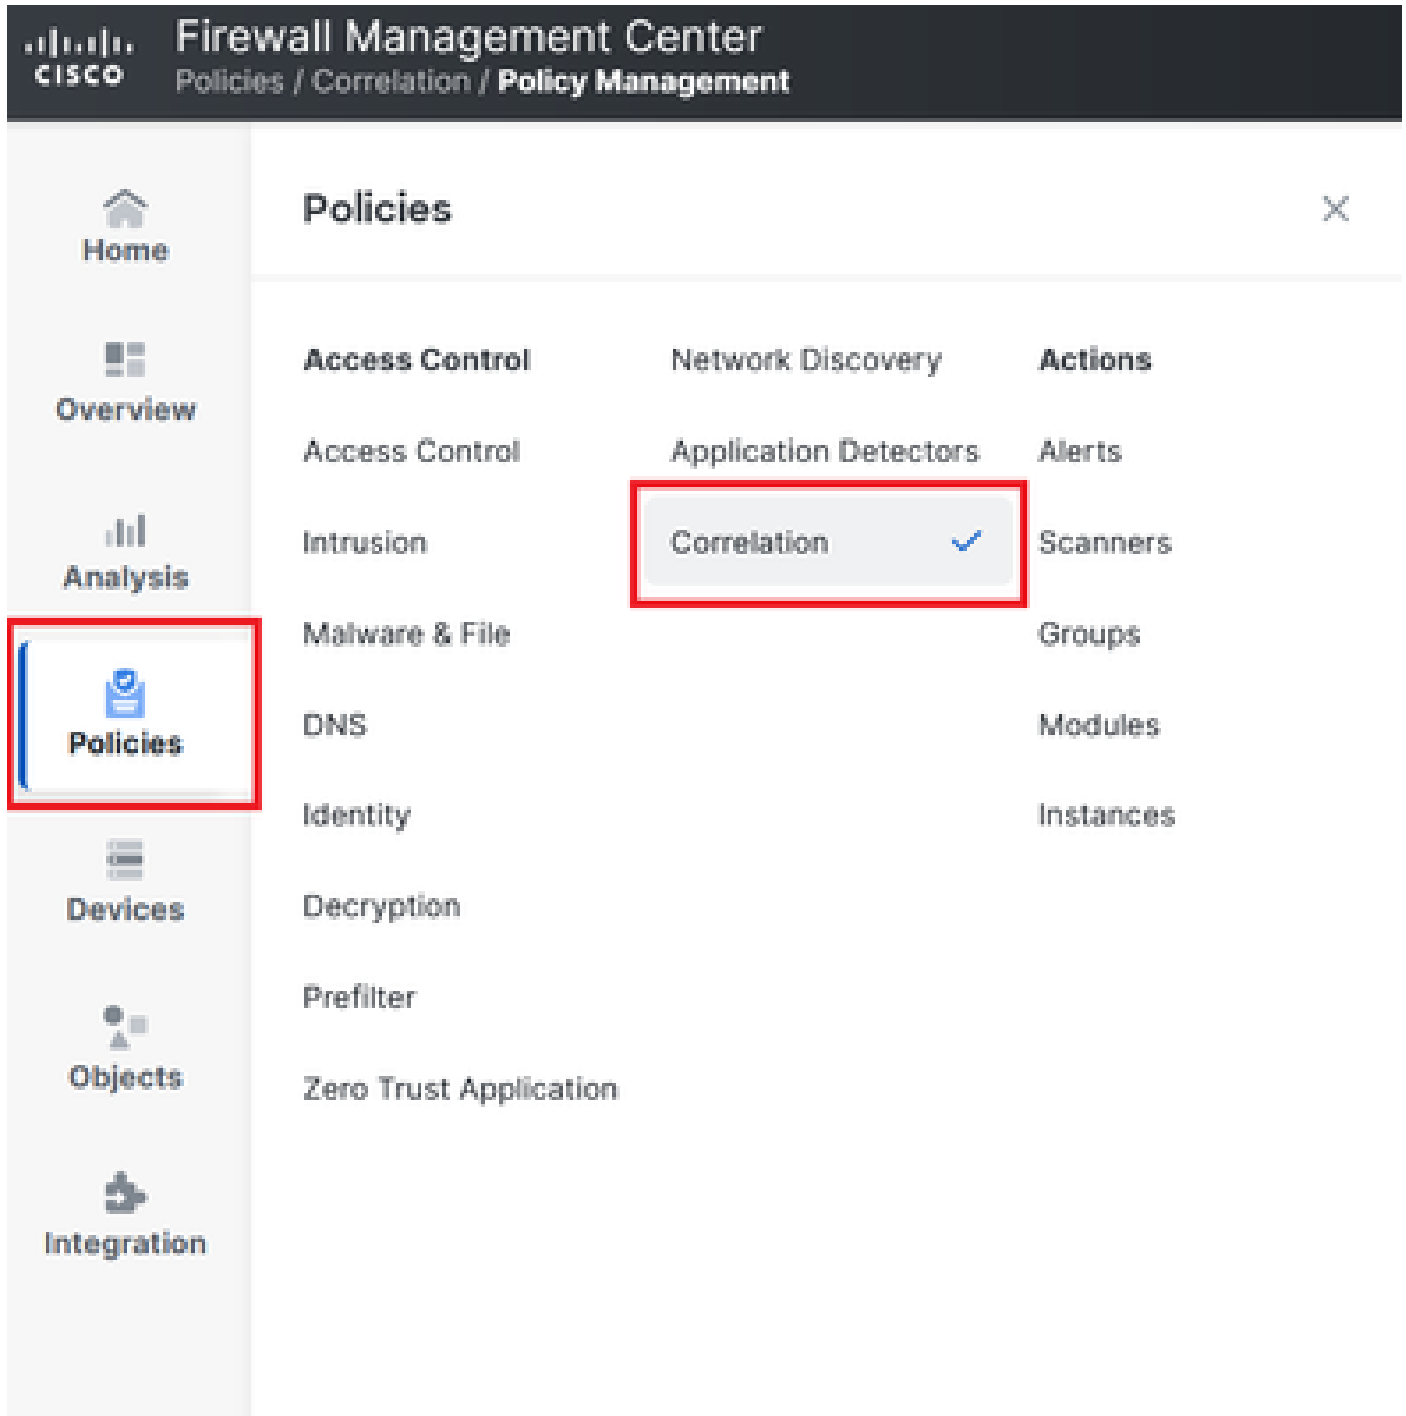 CISCO
Firewall Management Center
Policies / Correlation / Policy Management
Home
Overview
Analysis
Policies
Devices
Objects
Integration
Policies
Access Control
Access Control
Intrusion
Malware & File
DNS
Identity
Decryption
Prefilter
Zero Trust Application
Network Discovery
Application Detectors
Correlation
Actions
Alerts
Scanners
Groups
Modules
Instances